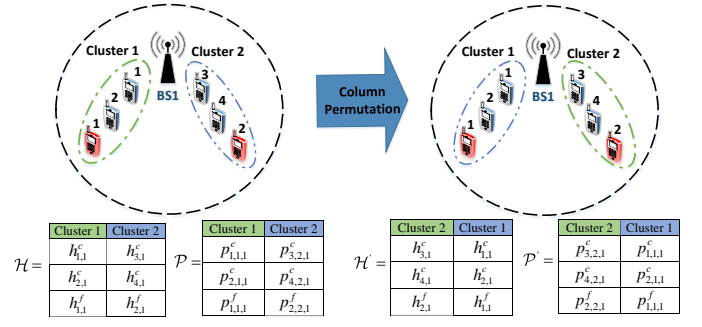 Cluster 1 Cluster 2
1 3
2 4
BS1
1 2
Column
Permutation
Cluster 1 Cluster 2
1 3
2 4
BS1
1 2
Cluster 1 Cluster 2
ℋ =
h^c_{1,1} h^c_{3,1}
h^c_{2,1} h^c_{4,1}
h^f_{1,1} h^f_{2,1}
Cluster 1 Cluster 2
𝒫 =
p^c_{1,1,1} p^c_{3,2,1}
p^c_{2,1,1} p^c_{4,2,1}
p^f_{1,1,1} p^f_{2,2,1}
Cluster 2 Cluster 1
ℋ' =
h^c_{3,1} h^c_{1,1}
h^c_{4,1} h^c_{2,1}
h^f_{2,1} h^f_{1,1}
Cluster 2 Cluster 1
𝒫' =
p^c_{3,2,1} p^c_{1,1,1}
p^c_{4,2,1} p^c_{2,1,1}
p^f_{2,2,1} p^f_{1,1,1}